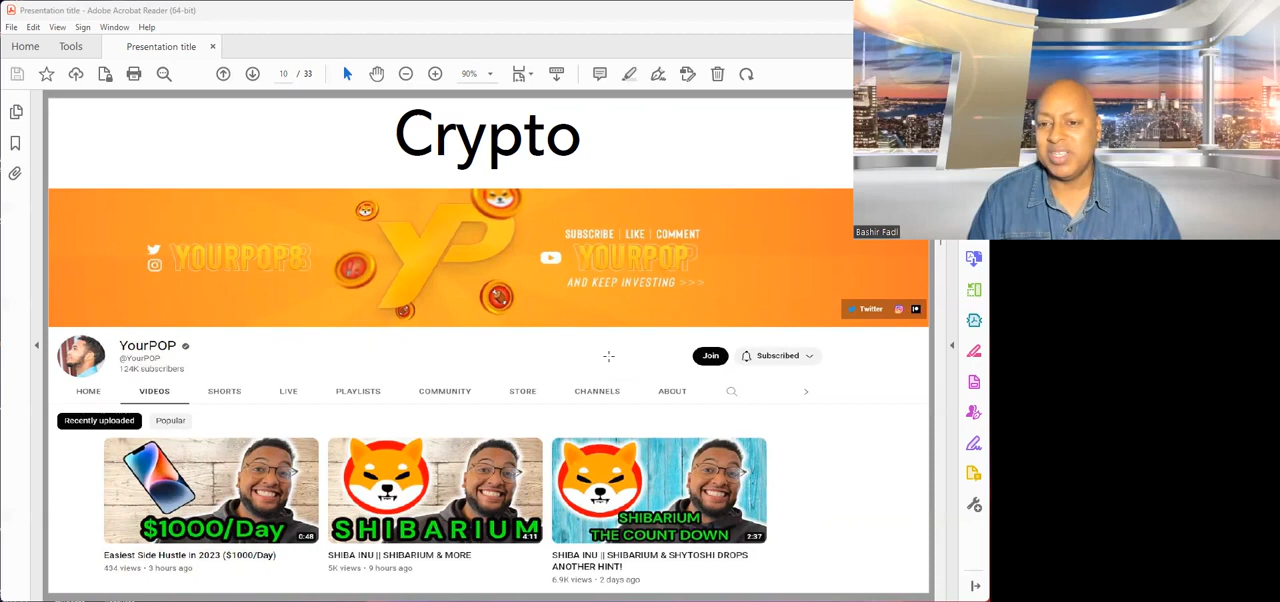 Presentation title - Adobe Acrobat Reader (64-bit)
File Edit View Sign Window Help
Home Tools Presentation title ×
10 / 33 90%
Crypto
YOURPOP8
SUBSCRIBE | LIKE | COMMENT
YOURPOP
AND KEEP INVESTING >>>
Twitter
Bashir Fadl
YourPOP
@YourPOP
124K subscribers
Join
Subscribed
HOME VIDEOS SHORTS LIVE PLAYLISTS COMMUNITY STORE CHANNELS ABOUT
Recently uploaded Popular
$1000/Day
0:48
SHIBARIUM
4:11
SHIBARIUM
THE COUNT DOWN
2:37
Easiest Side Hustle in 2023 ($1000/Day)
434 views • 3 hours ago
SHIBA INU || SHIBARIUM & MORE
5K views • 9 hours ago
SHIBA INU || SHIBARIUM & SHYTOSHI DROPS
ANOTHER HINT!
6.9K views • 2 days ago